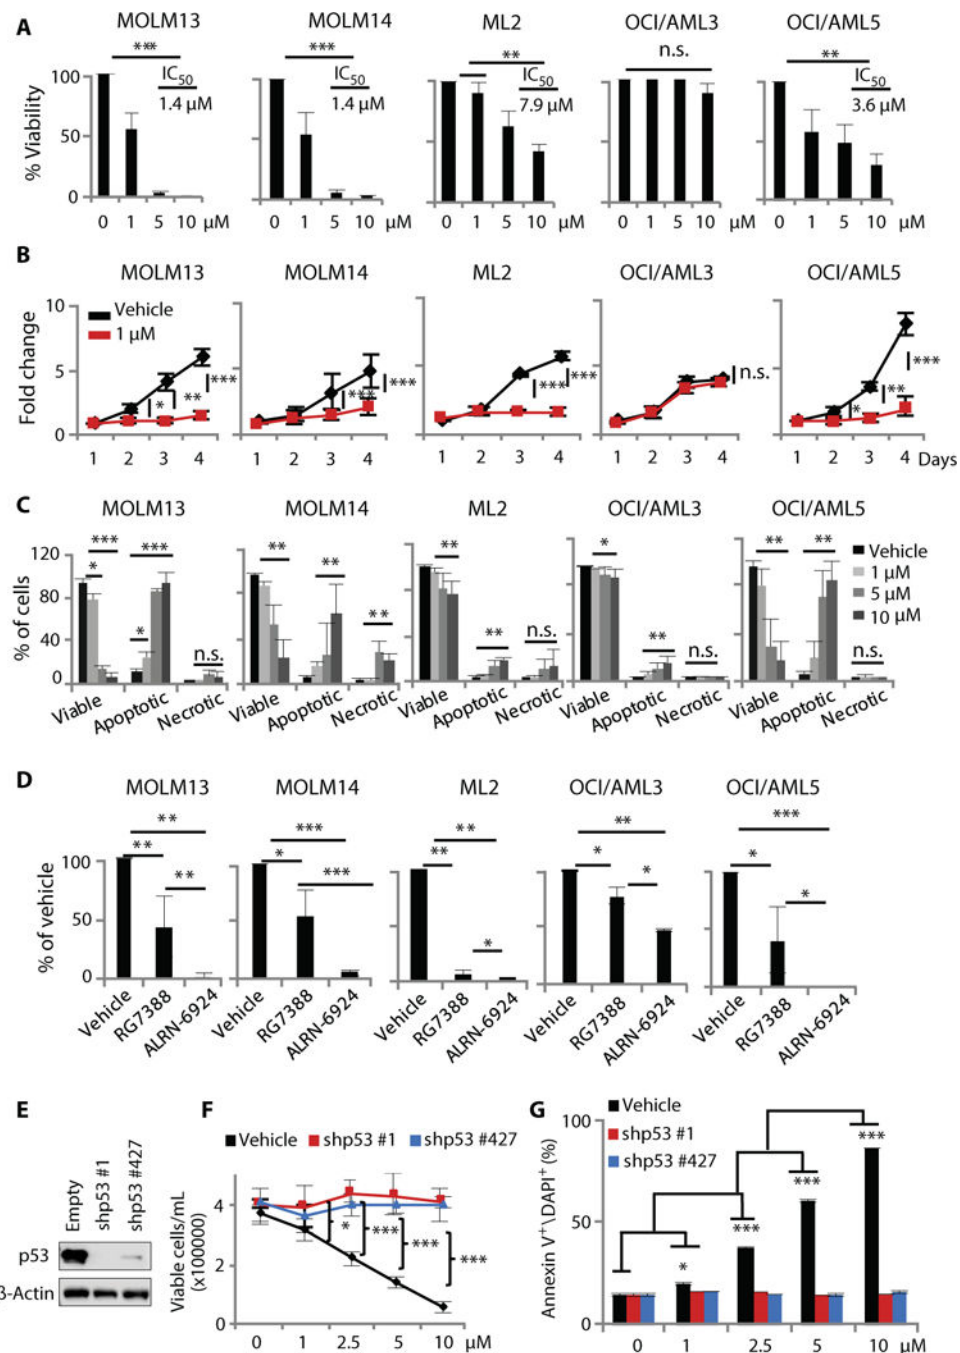 A
MOLM13 MOLM14 ML2 OCI/AML3 OCI/AML5
*** *** ** n.s. **
IC50 IC50 IC50 IC50
1.4 µM 1.4 µM 7.9 µM 3.6 µM
% Viability
100
50
0
0 1 5 10 µM 0 1 5 10 µM 0 1 5 10 µM 0 1 5 10 µM 0 1 5 10 µM
B
MOLM13 MOLM14 ML2 OCI/AML3 OCI/AML5
Vehicle
1 µM
Fold change
10
5
0
* ** *** *** *** *** *** n.s. * ** ***
1 2 3 4 1 2 3 4 1 2 3 4 1 2 3 4 1 2 3 4 Days
C
MOLM13 MOLM14 ML2 OCI/AML3 OCI/AML5
Vehicle
1 µM
5 µM
10 µM
% of cells
120
80
40
0
*** * *** * n.s. ** ** ** ** ** n.s. * ** n.s. ** ** n.s.
Viable Apoptotic Necrotic Viable Apoptotic Necrotic Viable Apoptotic Necrotic Viable Apoptotic Necrotic Viable Apoptotic Necrotic
D
MOLM13 MOLM14 ML2 OCI/AML3 OCI/AML5
** *** ** ** ***
** * ** * *
** *** * * *
% of vehicle
100
50
0
Vehicle RG7388 ALRN-6924 Vehicle RG7388 ALRN-6924 Vehicle RG7388 ALRN-6924 Vehicle RG7388 ALRN-6924 Vehicle RG7388 ALRN-6924
E
Empty
shp53 #1
shp53 #427
p53
β-Actin
F
Vehicle shp53 #1 shp53 #427
Viable cells/mL
(x1000000)
4
2
0
* *** *** ***
0 1 2.5 5 10 µM
G
Vehicle
shp53 #1
shp53 #427
Annexin V+\DAPI+ (%)
100
50
0
* *** *** ***
0 1 2.5 5 10 µM